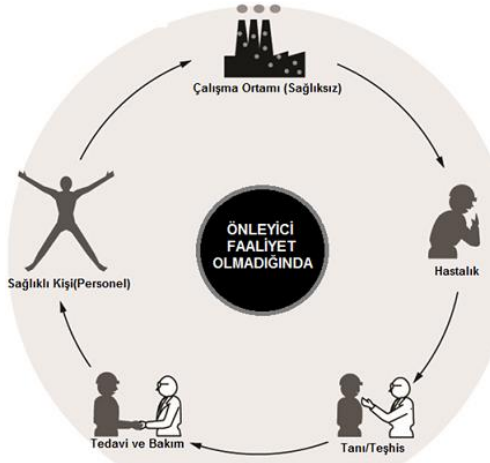 Çalışma Ortamı (Sağlıksız)
ÖNLEYİCİ
FAALİYET
OLMADIĞINDA
Hastalık
Sağlıklı Kişi(Personel)
Tedavi ve Bakım
Tanı/Teşhis